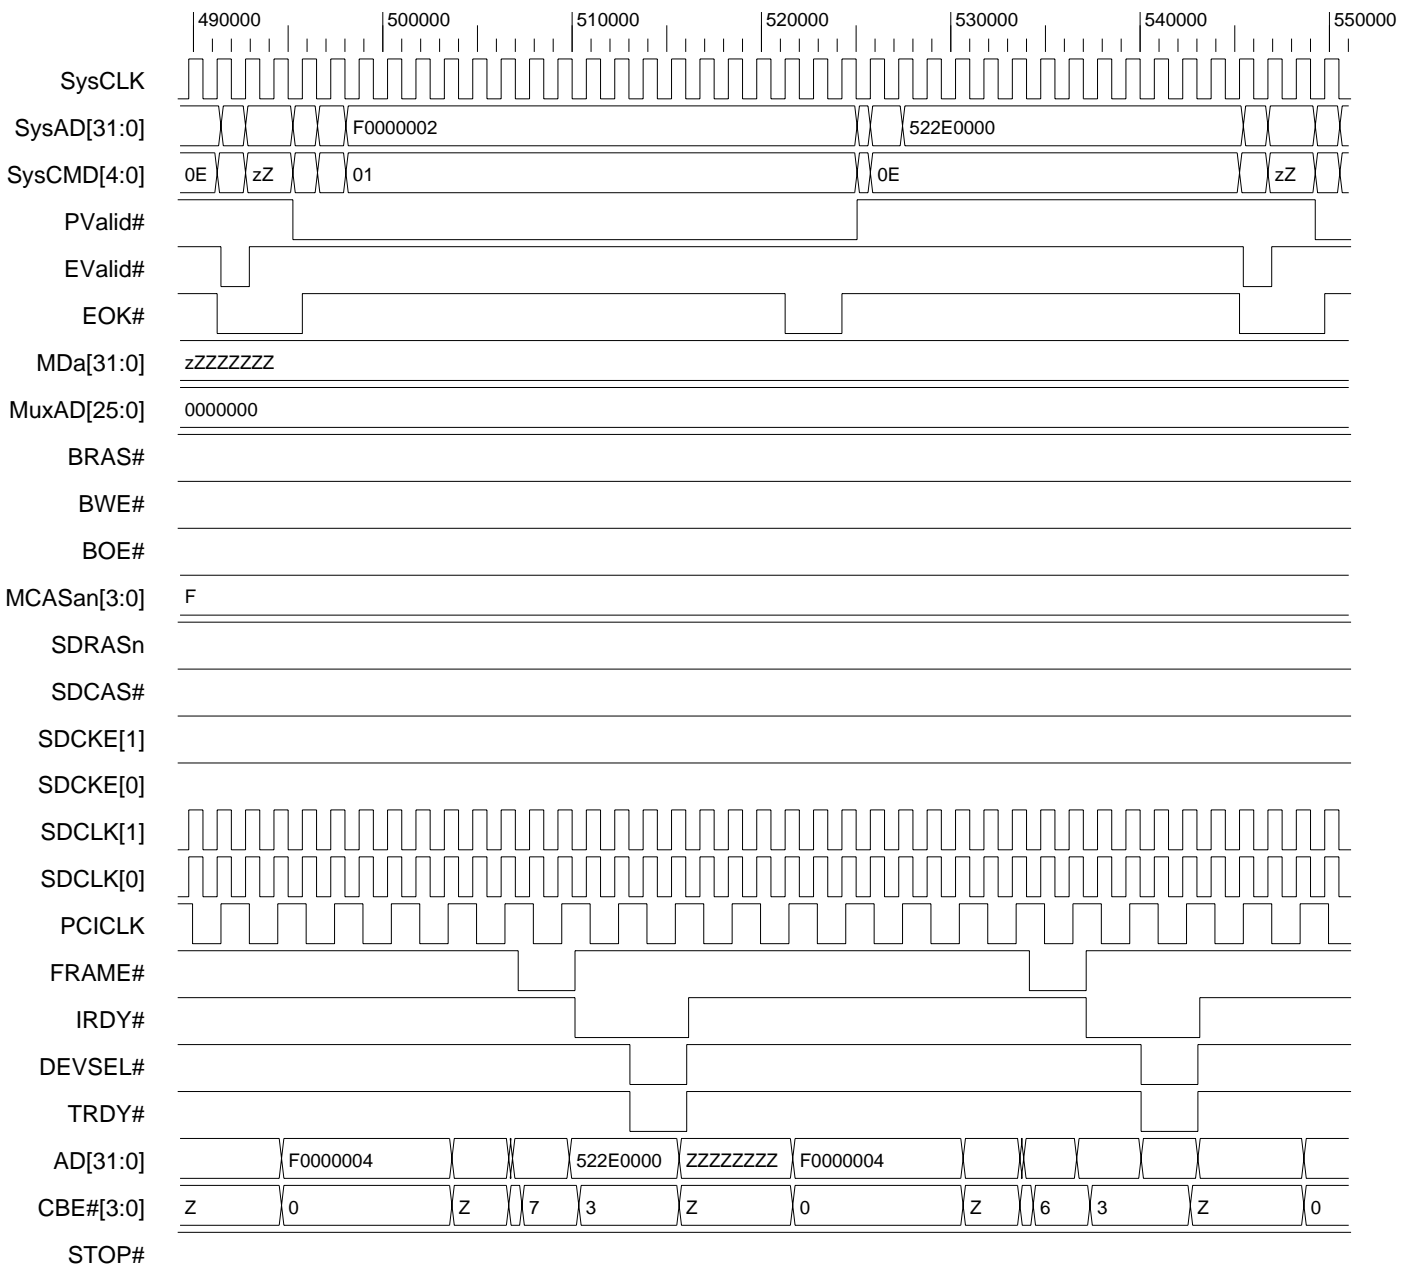 490000 500000 510000 520000 530000 540000 550000
SysCLK
SysAD[31:0] F0000002 522E0000
SysCMD[4:0] 0E zZ 01 0E zZ
PValid#
EValid#
EOK#
MDa[31:0] zZZZZZZZ
MuxAD[25:0] 0000000
BRAS#
BWE#
BOE#
MCASan[3:0] F
SDRASn
SDCAS#
SDCKE[1]
SDCKE[0]
SDCLK[1]
SDCLK[0]
PCICLK
FRAME#
IRDY#
DEVSEL#
TRDY#
AD[31:0] F0000004 522E0000 ZZZZZZZZ F0000004
CBE#[3:0] Z 0 Z 7 3 Z 0 Z 6 3 Z 0
STOP#